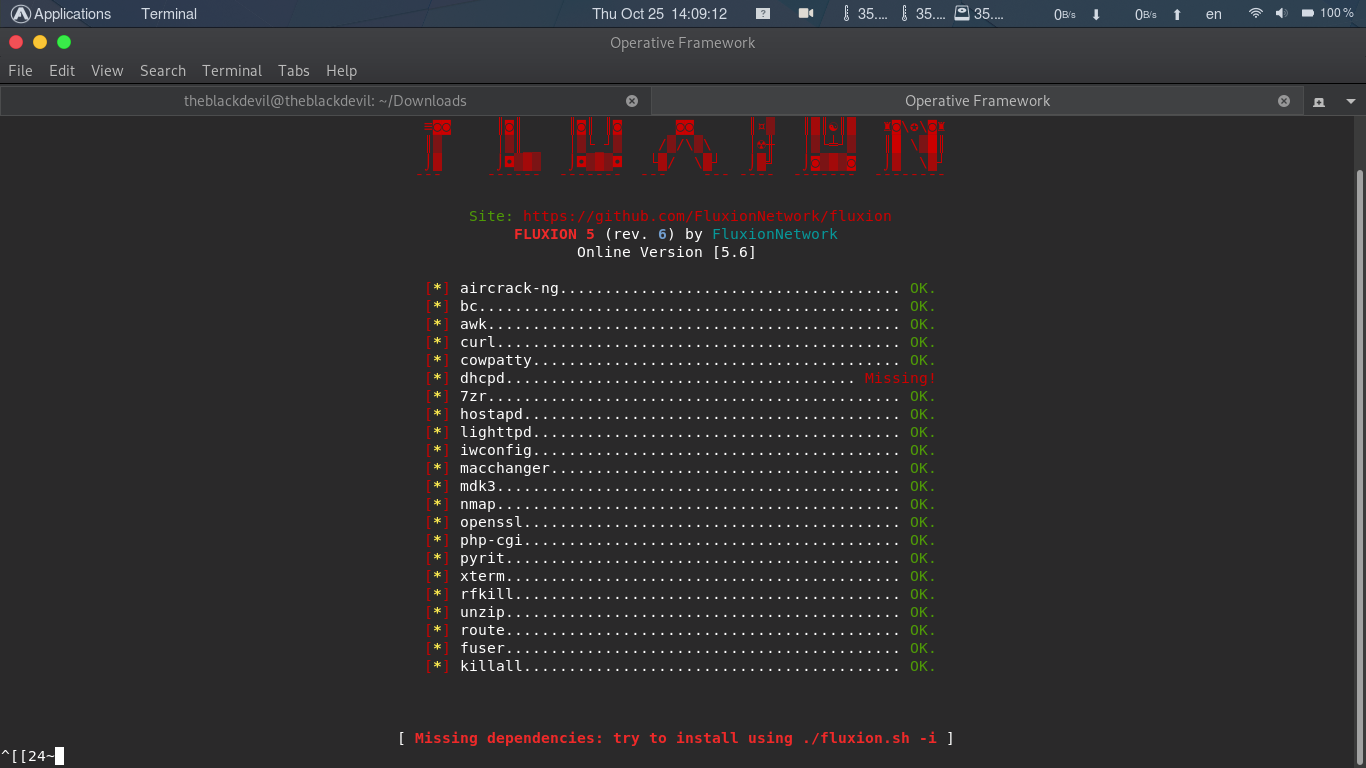 Applications Terminal Thu Oct 25 14:09:12 35.... 35.... 35.... 0B/s 0B/s en 100 %
Operative Framework
File Edit View Search Terminal Tabs Help
theblackdevil@theblackdevil: ~/Downloads Operative Framework
Site: https://github.com/FluxionNetwork/fluxion
FLUXION 5 (rev. 6) by FluxionNetwork
Online Version [5.6]
[*] aircrack-ng...................................... OK.
[*] bc............................................... OK.
[*] awk.............................................. OK.
[*] curl............................................. OK.
[*] cowpatty......................................... OK.
[*] dhcpd....................................... Missing!
[*] 7zr.............................................. OK.
[*] hostapd.......................................... OK.
[*] lighttpd......................................... OK.
[*] iwconfig......................................... OK.
[*] macchanger....................................... OK.
[*] mdk3............................................. OK.
[*] nmap............................................. OK.
[*] openssl.......................................... OK.
[*] php-cgi.......................................... OK.
[*] pyrit............................................ OK.
[*] xterm............................................ OK.
[*] rfkill........................................... OK.
[*] unzip............................................ OK.
[*] route............................................ OK.
[*] fuser............................................ OK.
[*] killall.......................................... OK.
[ Missing dependencies: try to install using ./fluxion.sh -i ]
^[[24~